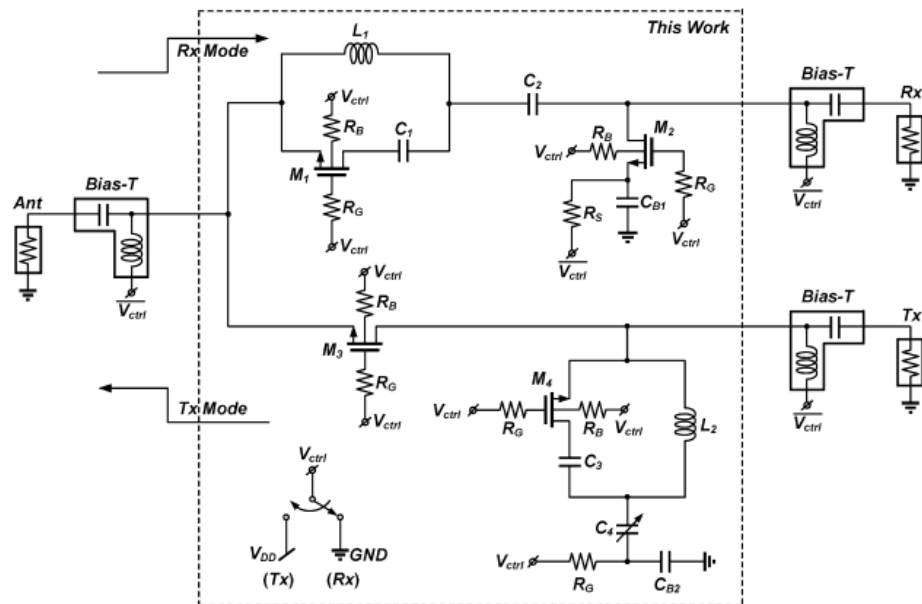 This Work
L1
Rx Mode
Vctrl
RB
C1
M1
RG
Vctrl
C2
M2
RB
Vctrl
RS
CB1
RG
Vctrl
Vctrl
Bias-T
Rx
Vctrl
Ant
Bias-T
Vctrl
Vctrl
RB
M3
RG
Vctrl
Tx Mode
Bias-T
Tx
Vctrl
M4
Vctrl
RG
RB
Vctrl
L2
C3
C4
Vctrl
RG
CB2
Vctrl
VDD
GND
(Tx)
(Rx)